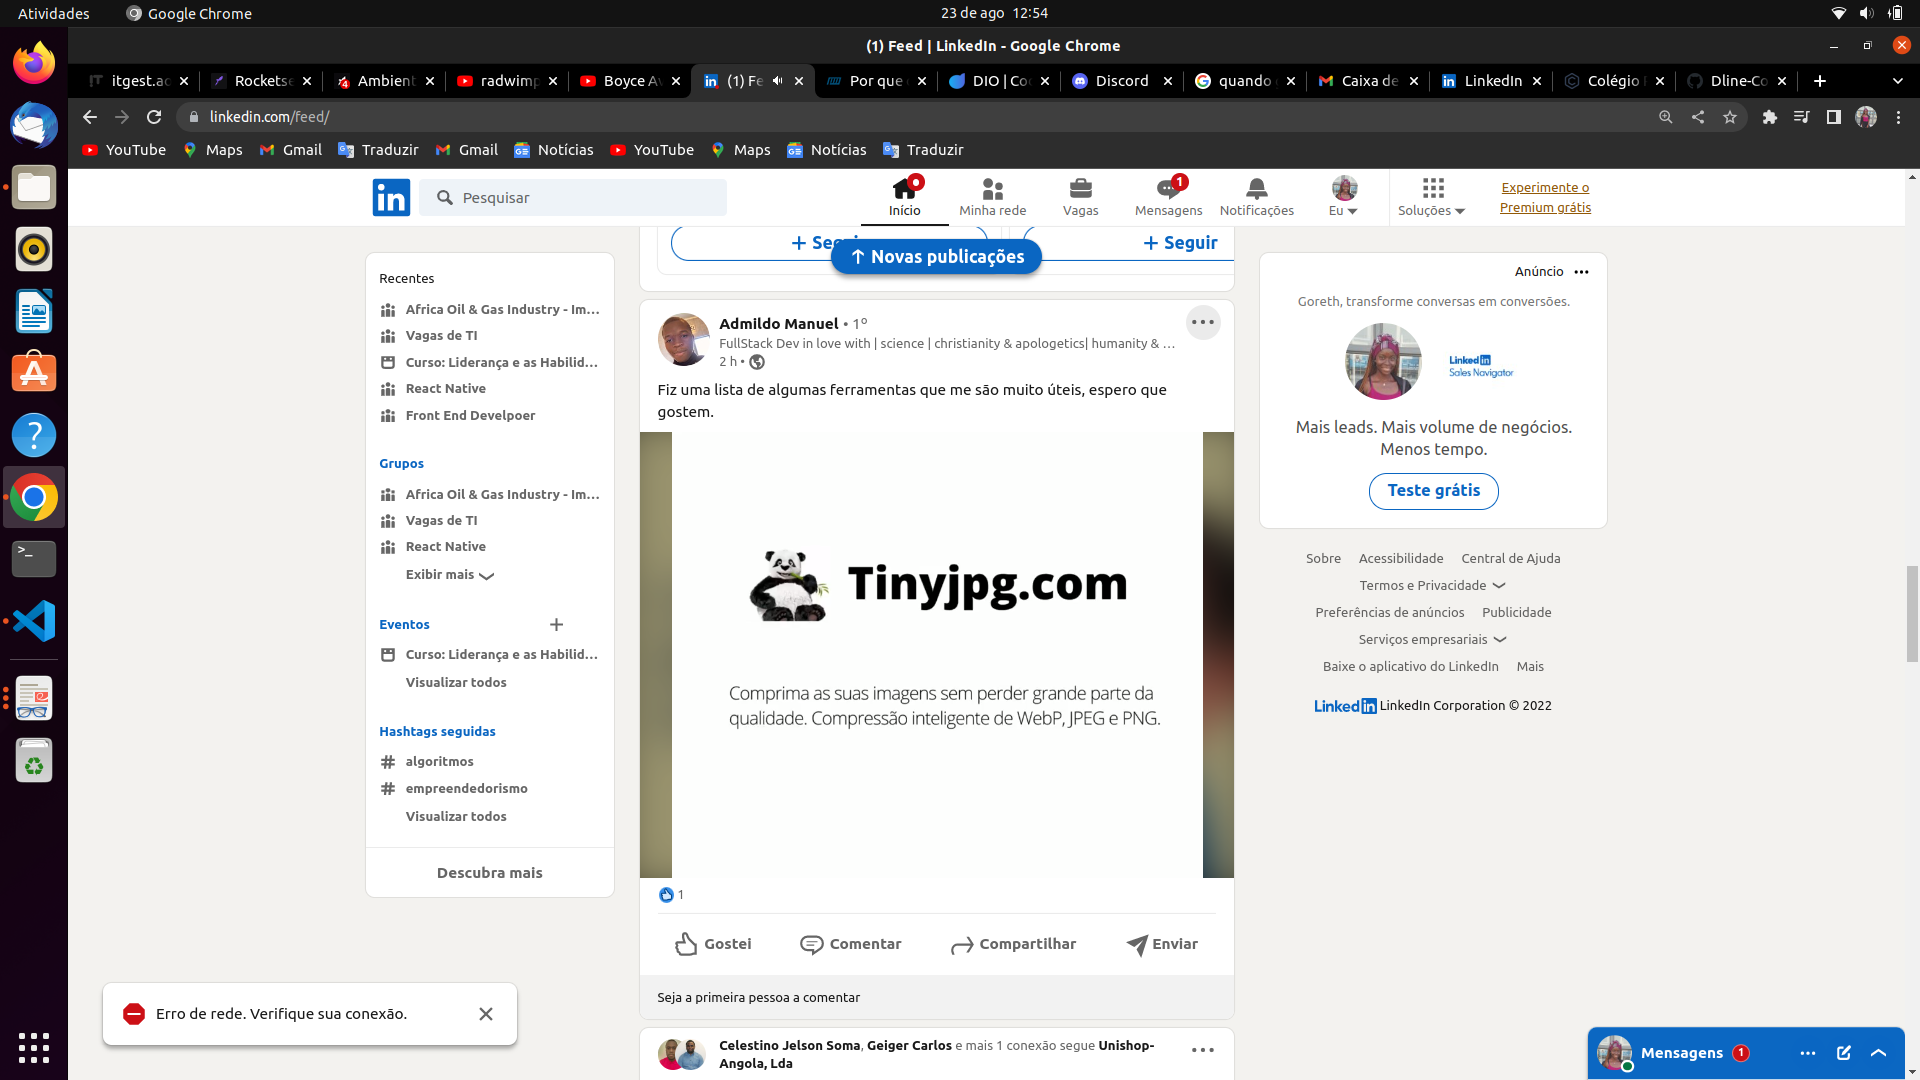 Atividades
Google Chrome
23 de ago 12:54
(1) Feed | LinkedIn - Google Chrome
itgest.ao
Rocketse
Ambient
radwimp
Boyce Av
(1) Fe
Por que
DIO | Coc
Discord
quando
Caixa de
LinkedIn
Colégio
Dline-Co
linkedin.com/feed/
YouTube
Maps
Gmail
Traduzir
Gmail
Notícias
YouTube
Maps
Notícias
Traduzir
in
Pesquisar
Início
Minha rede
1
Vagas
Mensagens
Notificações
Eu
Soluções
Experimente o
Premium grátis
Recentes
Africa Oil & Gas Industry - Im...
Vagas de TI
Curso: Liderança e as Habilid...
React Native
Front End Develpoer
Grupos
Africa Oil & Gas Industry - Im...
Vagas de TI
React Native
Exibir mais
Eventos
Curso: Liderança e as Habilid...
Visualizar todos
Hashtags seguidas
# algoritmos
# empreendedorismo
Visualizar todos
Descubra mais
+ Segui
+ Seguir
↑ Novas publicações
Admildo Manuel • 1º
FullStack Dev in love with | science | christianity & apologetics| humanity & ...
2 h •
Fiz uma lista de algumas ferramentas que me são muito úteis, espero que
gostem.
Tinyjpg.com
Comprima as suas imagens sem perder grande parte da
qualidade. Compressão inteligente de WebP, JPEG e PNG.
1
Gostei
Comentar
Compartilhar
Enviar
Seja a primeira pessoa a comentar
Celestino Jelson Soma, Geiger Carlos e mais 1 conexão segue Unishop-
Angola, Lda
Anúncio
Goreth, transforme conversas em conversões.
Linked in
Sales Navigator
Mais leads. Mais volume de negócios.
Menos tempo.
Teste grátis
Sobre Acessibilidade Central de Ajuda
Termos e Privacidade
Preferências de anúncios Publicidade
Serviços empresariais
Baixe o aplicativo do LinkedIn Mais
Linked in LinkedIn Corporation © 2022
Erro de rede. Verifique sua conexão.
Mensagens 1